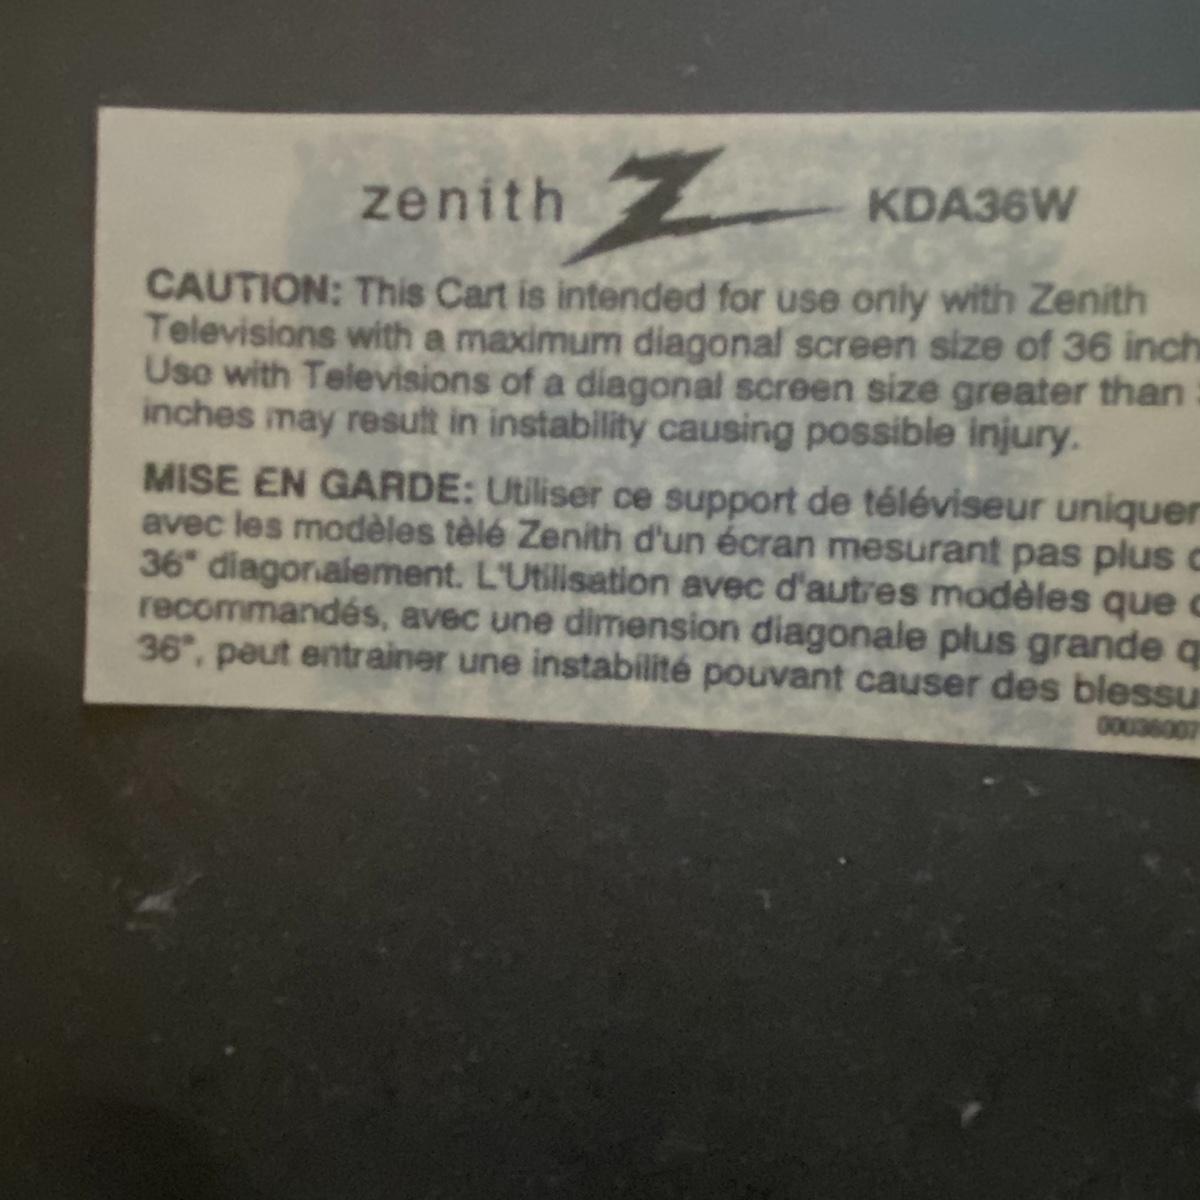 zenith KDA36W
CAUTION: This Cart is intended for use only with Zenith
Televisions with a maximum diagonal screen size of 36 inch
Use with Televisions of a diagonal screen size greater than
inches may result in instability causing possible injury.
MISE EN GARDE: Utiliser ce support de téléviseur uniquer
avec les modèles tèlé Zenith d'un écran mesurant pas plus
36" diagonalement. L'Utilisation avec d'autres modèles que
recommandés, avec une dimension diagonale plus grande q
36", peut entrainer une instabilité pouvant causer des blessu
00036007